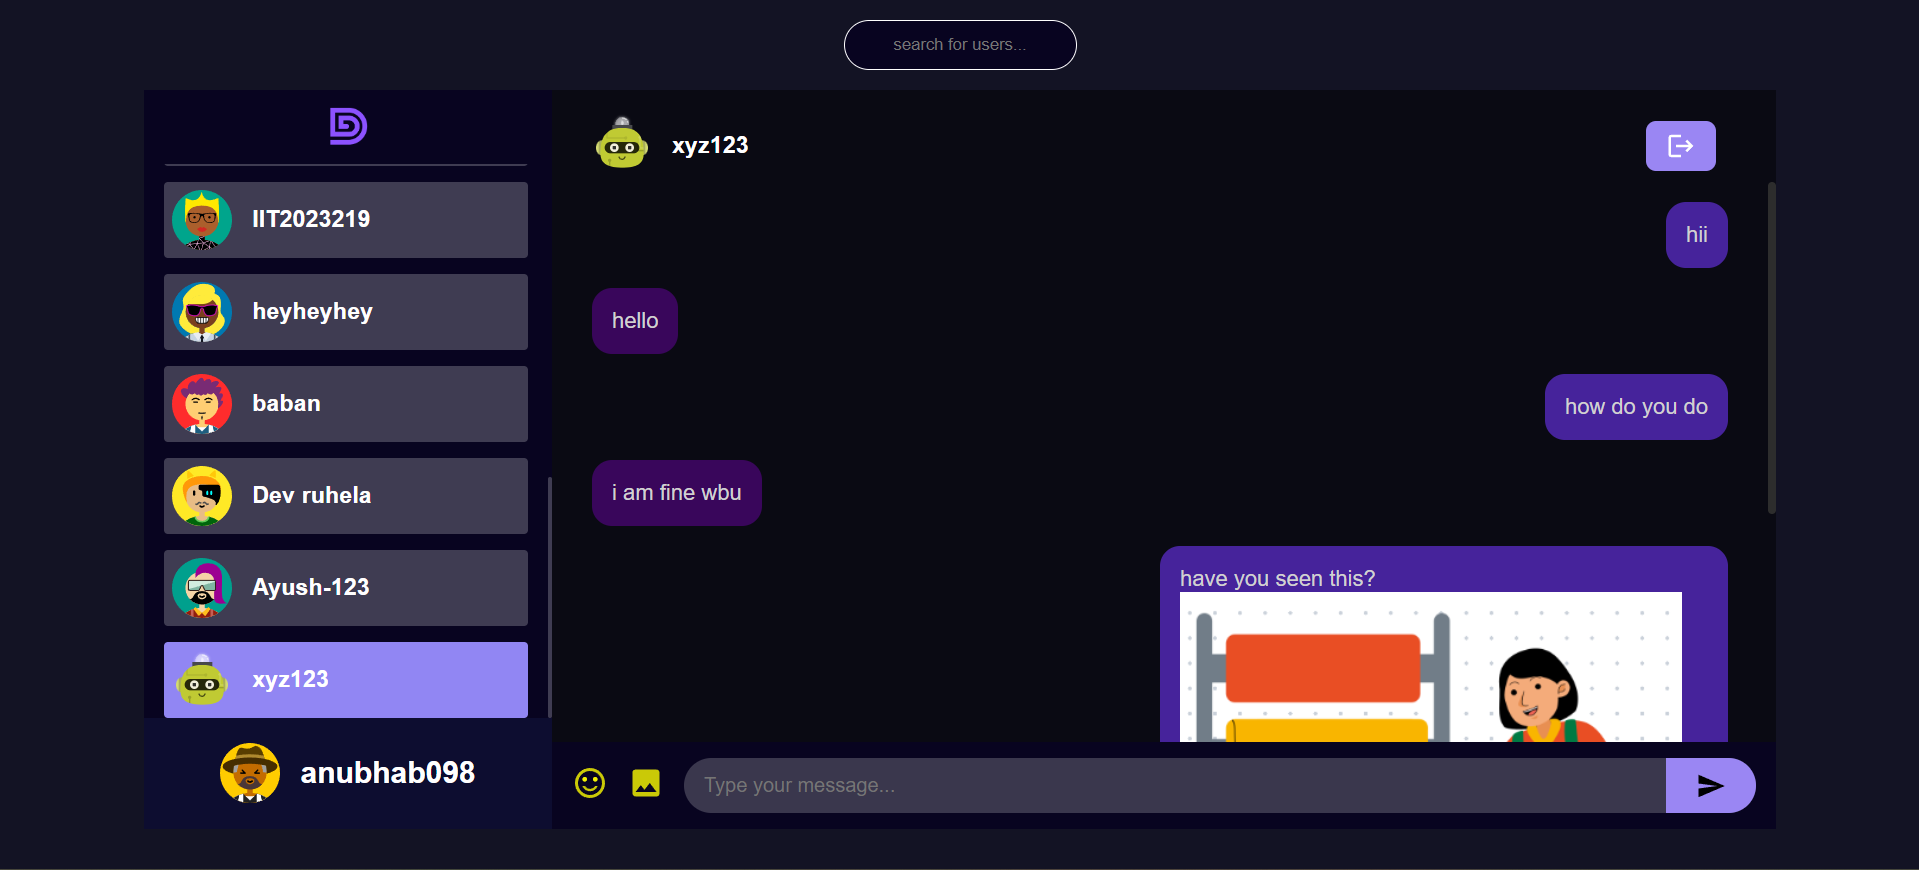 search for users...
IIT2023219
heyheyhey
baban
Dev ruhela
Ayush-123
xyz123
anubhab098
xyz123
hii
hello
how do you do
i am fine wbu
have you seen this?
Type your message...